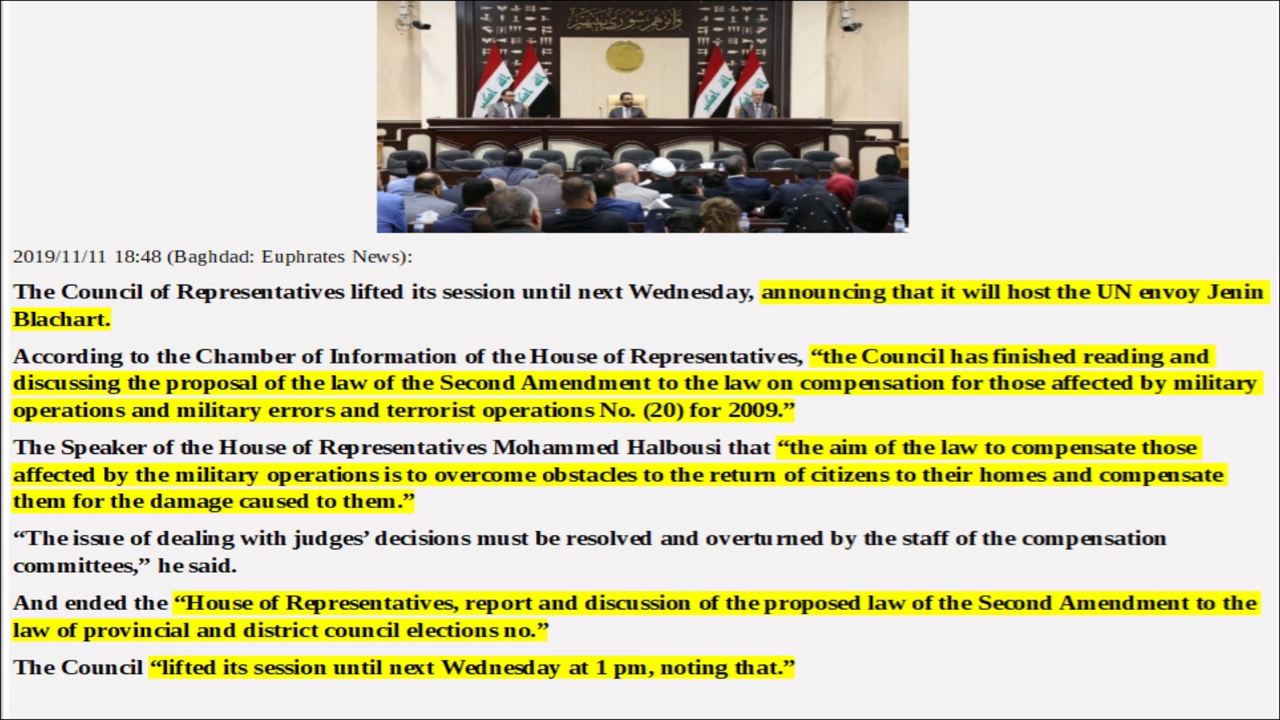 وأمرهم شورى بينهم
2019/11/11 18:48 (Baghdad: Euphrates News):
The Council of Representatives lifted its session until next Wednesday, announcing that it will host the UN envoy Jenin
Blachart.
According to the Chamber of Information of the House of Representatives, “the Council has finished reading and
discussing the proposal of the law of the Second Amendment to the law on compensation for those affected by military
operations and military errors and terrorist operations No. (20) for 2009.”
The Speaker of the House of Representatives Mohammed Halbousi that “the aim of the law to compensate those
affected by the military operations is to overcome obstacles to the return of citizens to their homes and compensate
them for the damage caused to them.”
“The issue of dealing with judges’ decisions must be resolved and overturned by the staff of the compensation
committees,” he said.
And ended the “House of Representatives, report and discussion of the proposed law of the Second Amendment to the
law of provincial and district council elections no.”
The Council “lifted its session until next Wednesday at 1 pm, noting that.”